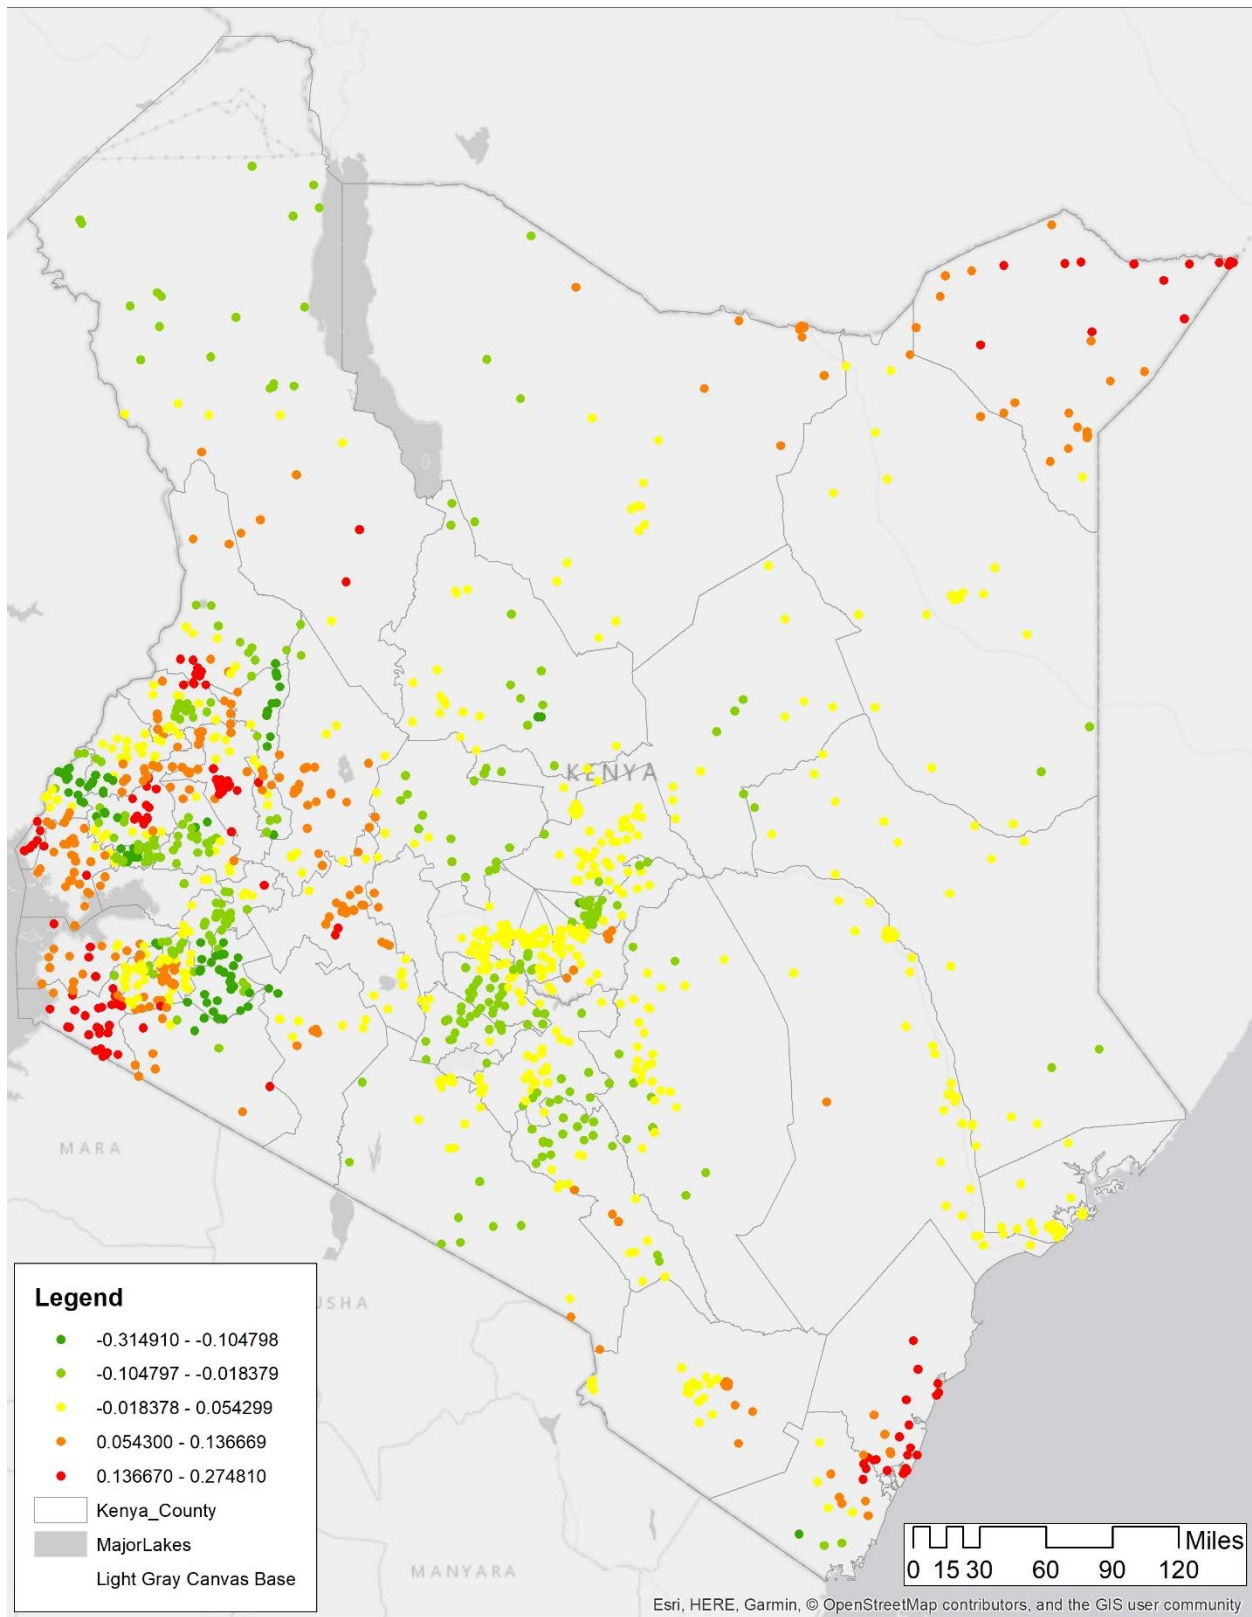 KENYA
MARA
USHA
MANYARA
Legend
-0.314910 - -0.104798
-0.104797 - -0.018379
-0.018378 - 0.054299
0.054300 - 0.136669
0.136670 - 0.274810
Kenya_County
MajorLakes
Light Gray Canvas Base
Miles
0 15 30 60 90 120
Esri, HERE, Garmin, © OpenStreetMap contributors, and the GIS user community